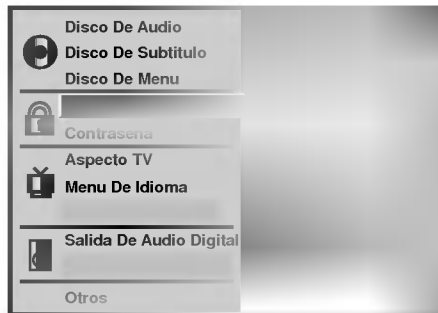 Disco De Audio
Disco De Subtitulo
Disco De Menu
Contrasena
Aspecto TV
Menu De Idioma
Salida De Audio Digital
Otros